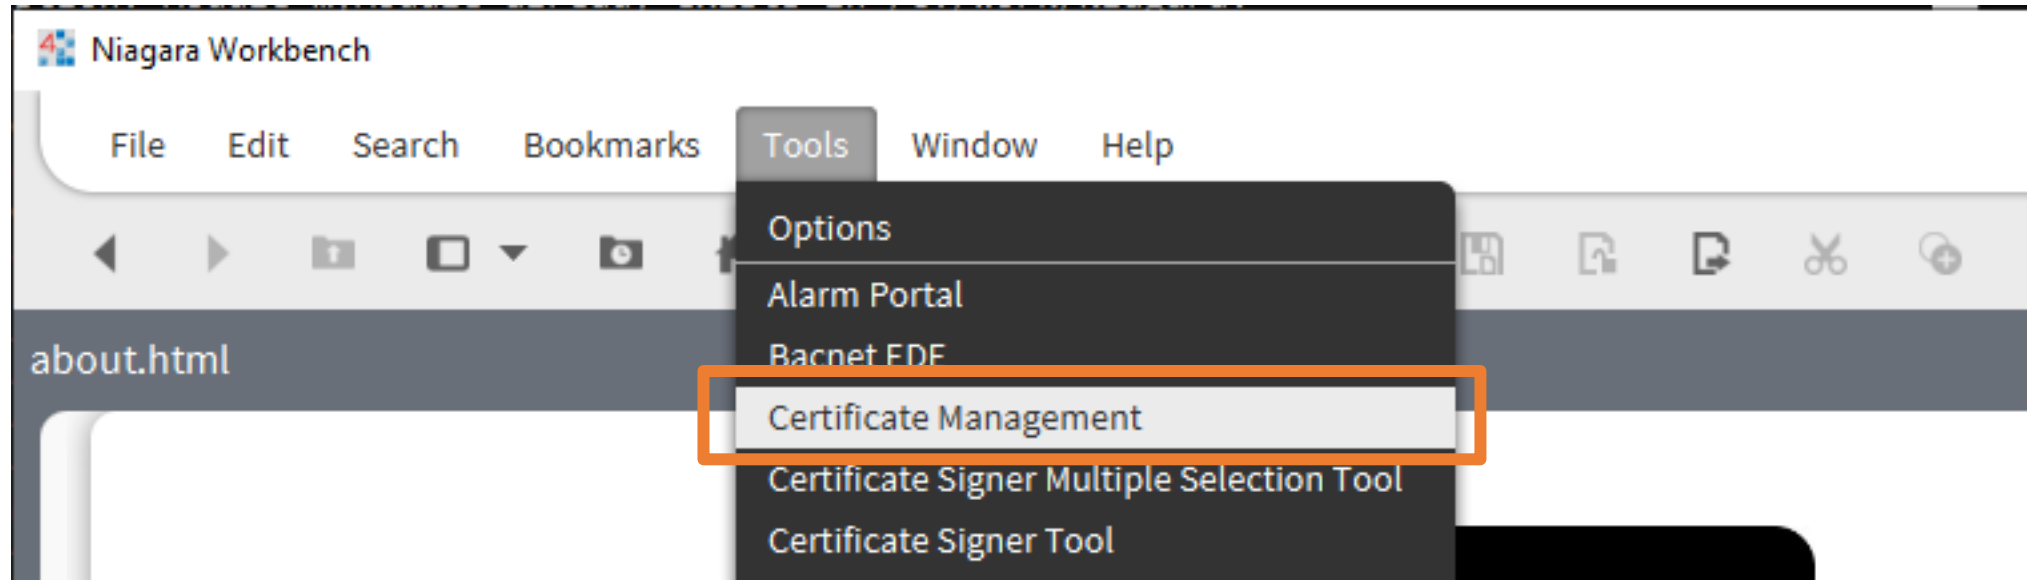 Niagara Workbench
File Edit Search Bookmarks Tools Window Help
Options
Alarm Portal
about.html
Bacnet EDE
Certificate Management
Certificate Signer Multiple Selection Tool
Certificate Signer Tool